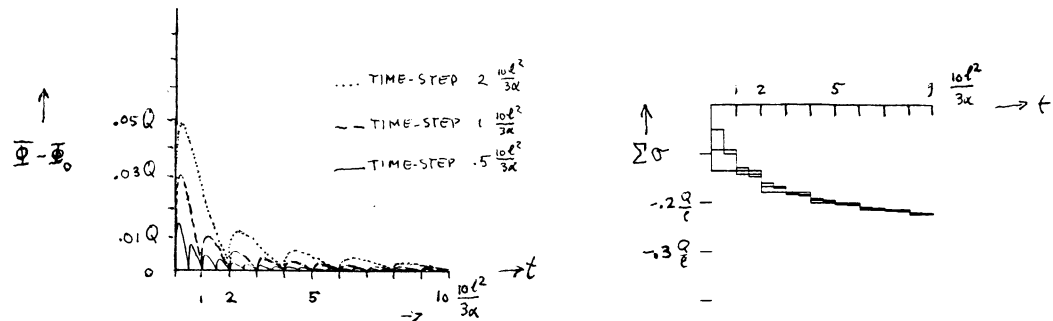 Φ - Φ₀
.05Q
.03Q
.01Q
0
..... TIME-STEP 2 10ℓ²/3α
--- TIME-STEP 1 10ℓ²/3α
— TIME-STEP .5 10ℓ²/3α
1 2 5 10 10ℓ²/3α
→ t
Σσ
-.2 Q/ℓ
-.3 Q/ℓ
1 2 5 9 10ℓ²/3α
→ t